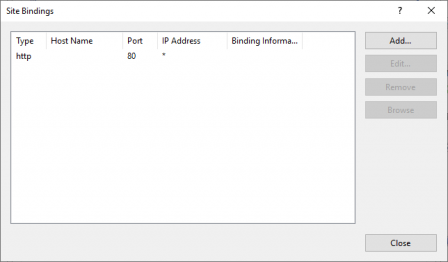 Site Bindings ? ×
Type Host Name Port IP Address Binding Informa...
http 80 *
Add...
Edit...
Remove
Browse
Close